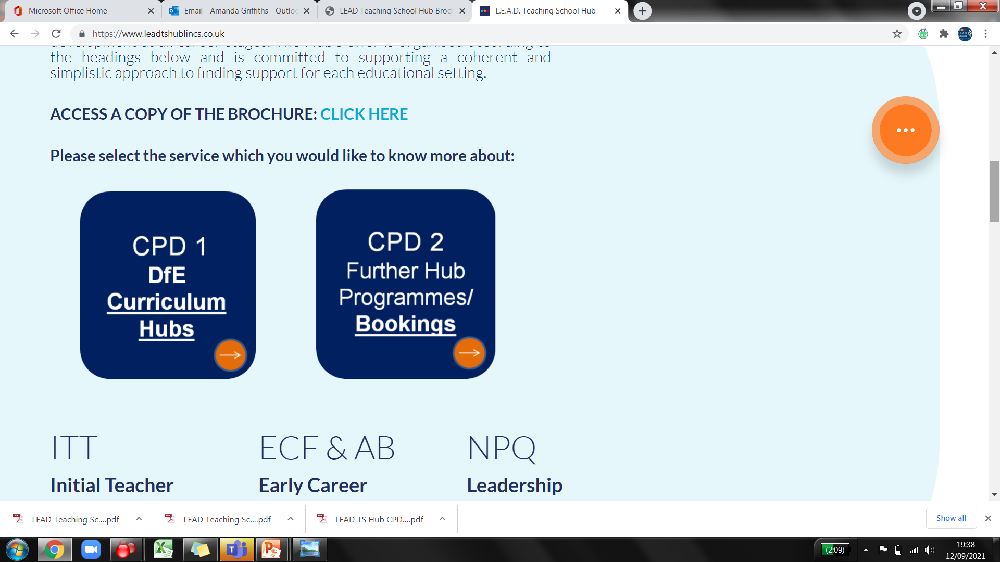 Microsoft Office Home
Email - Amanda Griffiths - Outloo
LEAD Teaching School Hub Broch
L.E.A.D. Teaching School Hub
https://www.leadtshublincs.co.uk
the headings below and is committed to supporting a coherent and
simplistic approach to finding support for each educational setting.
ACCESS A COPY OF THE BROCHURE: CLICK HERE
Please select the service which you would like to know more about:
CPD 1
DfE
Curriculum
Hubs
CPD 2
Further Hub
Programmes/
Bookings
ITT
Initial Teacher
ECF & AB
Early Career
NPQ
Leadership
LEAD Teaching Sc....pdf
LEAD Teaching Sc....pdf
LEAD TS Hub CPD....pdf
Show all
(2:09)
19:38
12/09/2021